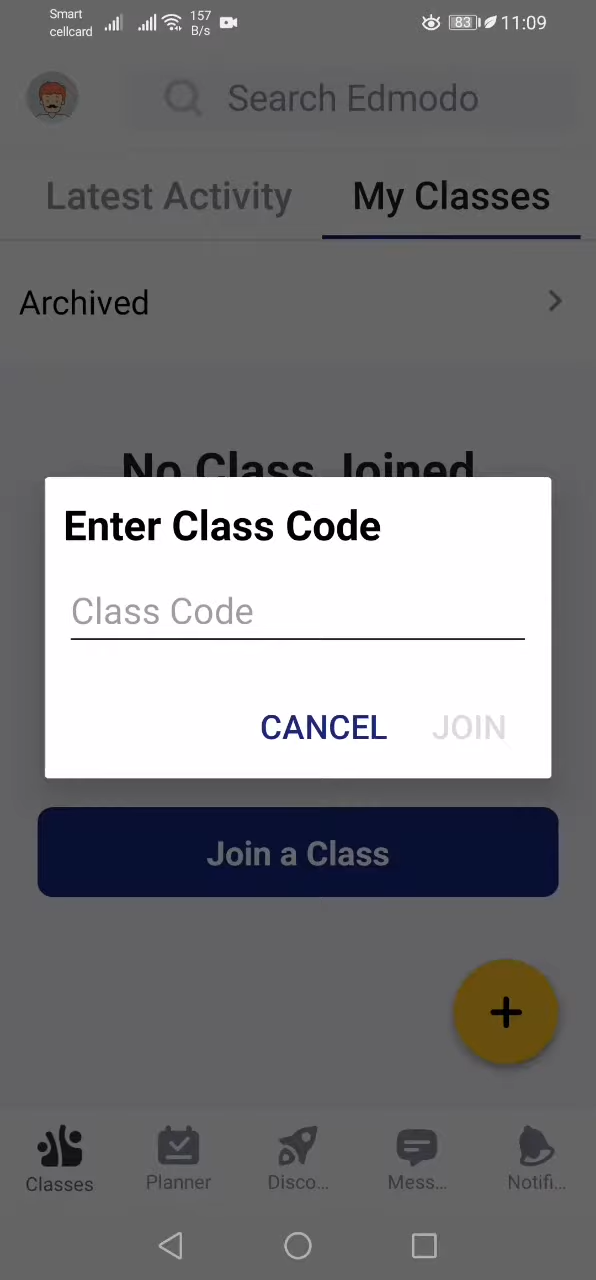 Smart
cellcard
157
B/s
83
11:09
Search Edmodo
Latest Activity
My Classes
Archived
No Class Joined
Enter Class Code
Class Code
CANCEL
JOIN
Join a Class
Classes
Planner
Disco...
Mess...
Notifi...